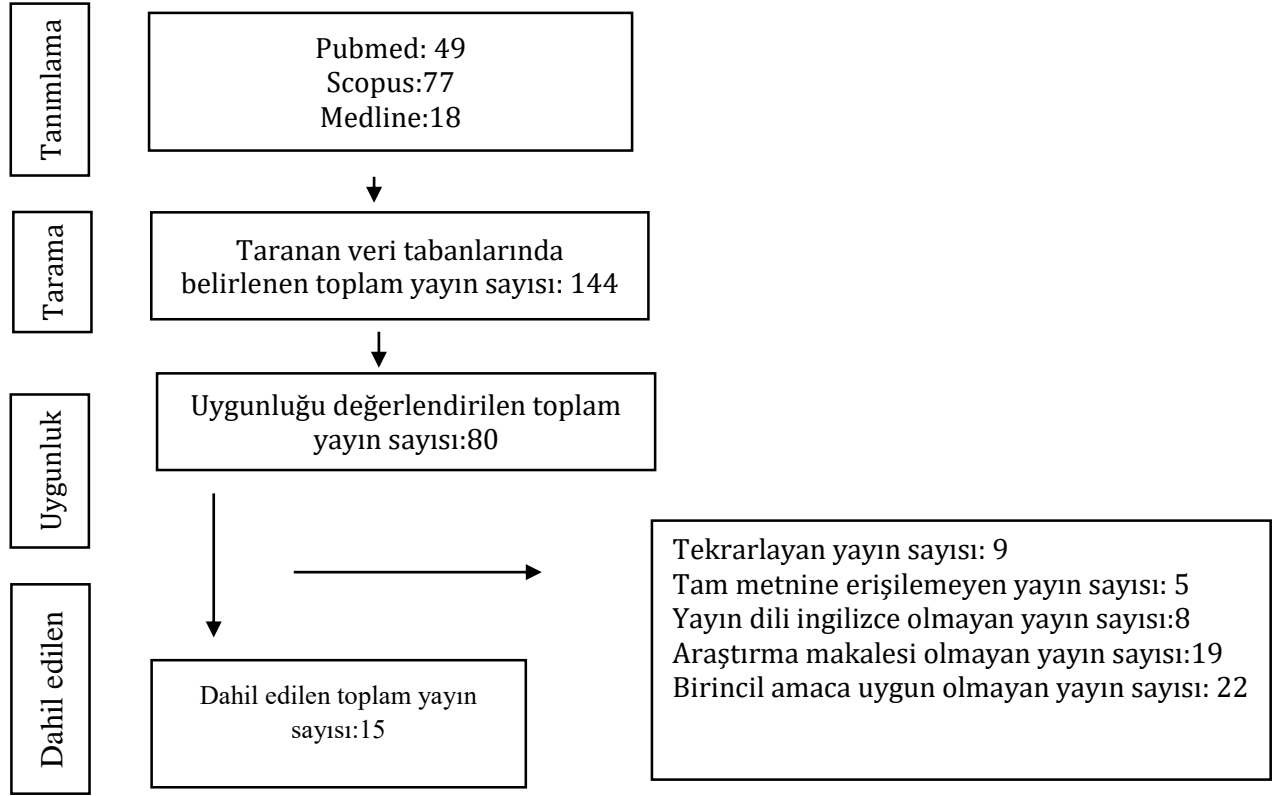 Tanımlama
Pubmed: 49
Scopus:77
Medline:18
Tarama
Taranan veri tabanlarında
belirlenen toplam yayın sayısı: 144
Uygunluk
Uygunluğu değerlendirilen toplam
yayın sayısı:80
Tekrarlayan yayın sayısı: 9
Tam metnine erişilemeyen yayın sayısı: 5
Yayın dili ingilizce olmayan yayın sayısı:8
Araştırma makalesi olmayan yayın sayısı:19
Birincil amaca uygun olmayan yayın sayısı: 22
Dahil edilen
Dahil edilen toplam yayın
sayısı:15